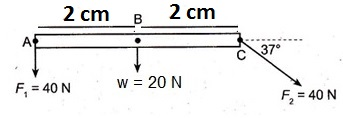 2 cm B 2 cm
A
C
37°
F₁ = 40 N
w = 20 N
F₂ = 40 N